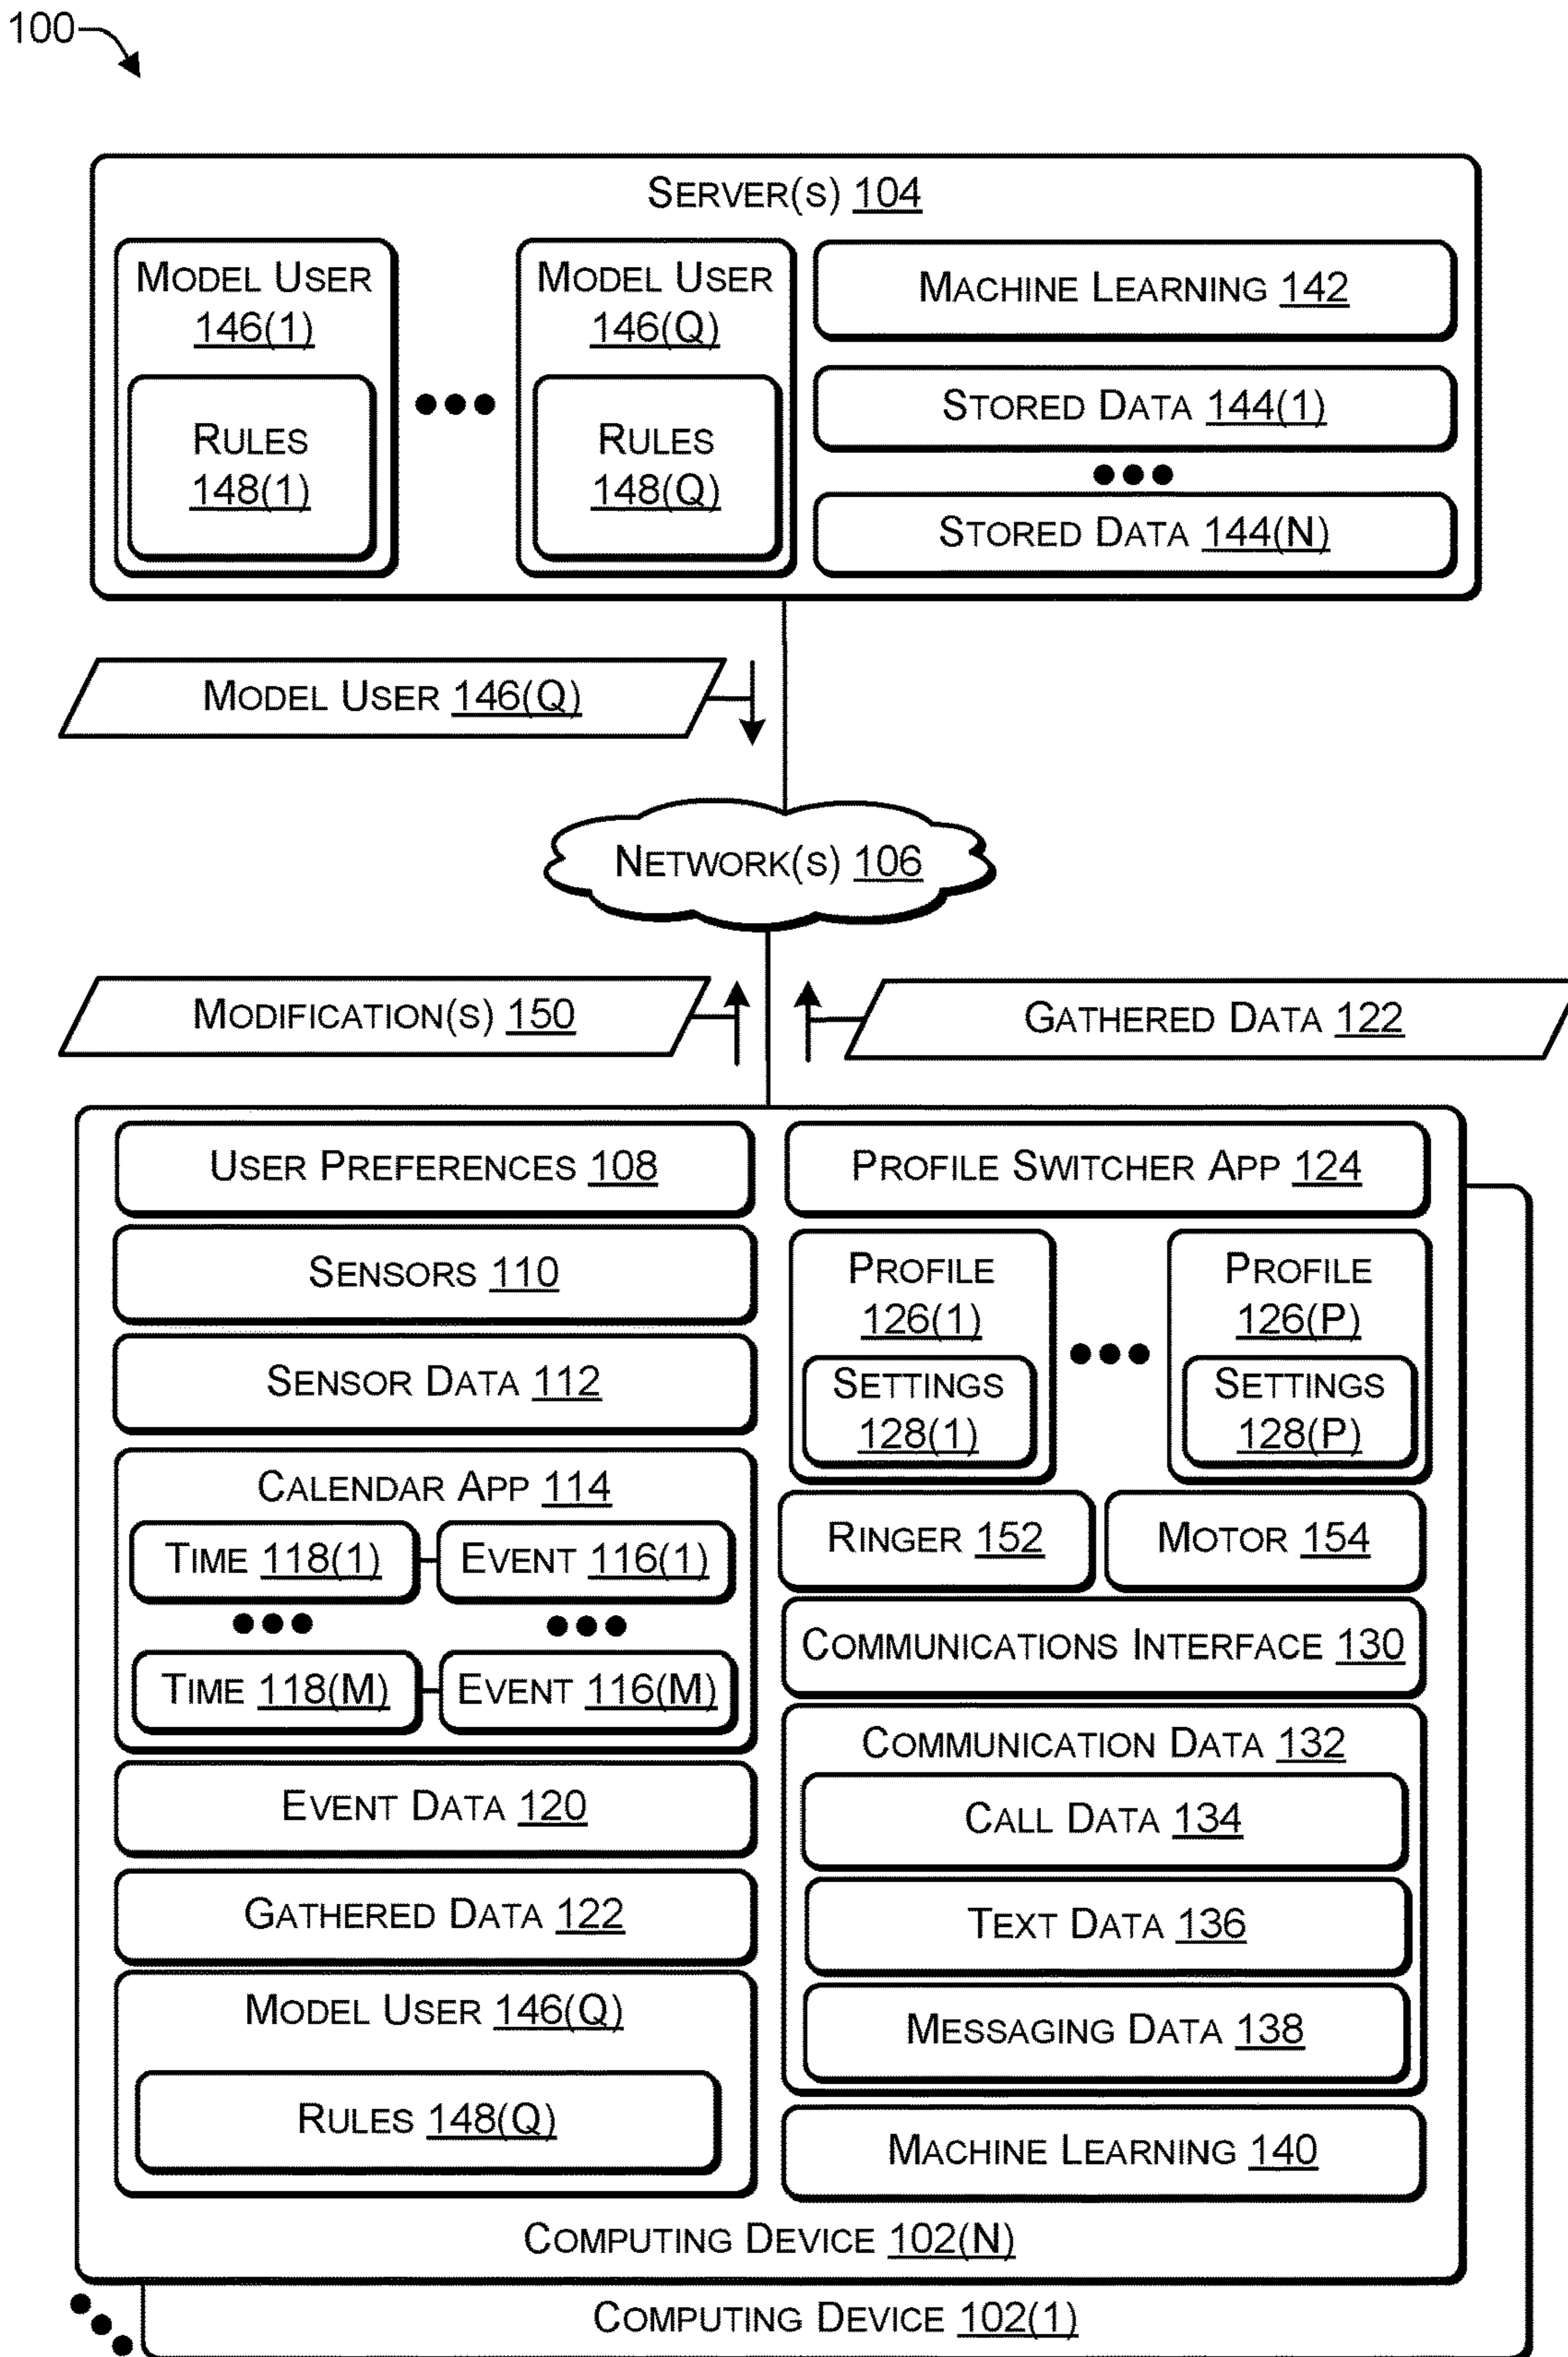 100
SERVER(S) 104
MODEL USER
146(1)
RULES
148(1)
MODEL USER
146(Q)
RULES
148(Q)
MACHINE LEARNING 142
STORED DATA 144(1)
STORED DATA 144(N)
MODEL USER 146(Q)
NETWORK(S) 106
MODIFICATION(S) 150
GATHERED DATA 122
USER PREFERENCES 108
SENSORS 110
SENSOR DATA 112
CALENDAR APP 114
TIME 118(1)
EVENT 116(1)
TIME 118(M)
EVENT 116(M)
EVENT DATA 120
GATHERED DATA 122
MODEL USER 146(Q)
RULES 148(Q)
PROFILE SWITCHER APP 124
PROFILE
126(1)
SETTINGS
128(1)
PROFILE
126(P)
SETTINGS
128(P)
RINGER 152
MOTOR 154
COMMUNICATIONS INTERFACE 130
COMMUNICATION DATA 132
CALL DATA 134
TEXT DATA 136
MESSAGING DATA 138
MACHINE LEARNING 140
COMPUTING DEVICE 102(N)
COMPUTING DEVICE 102(1)